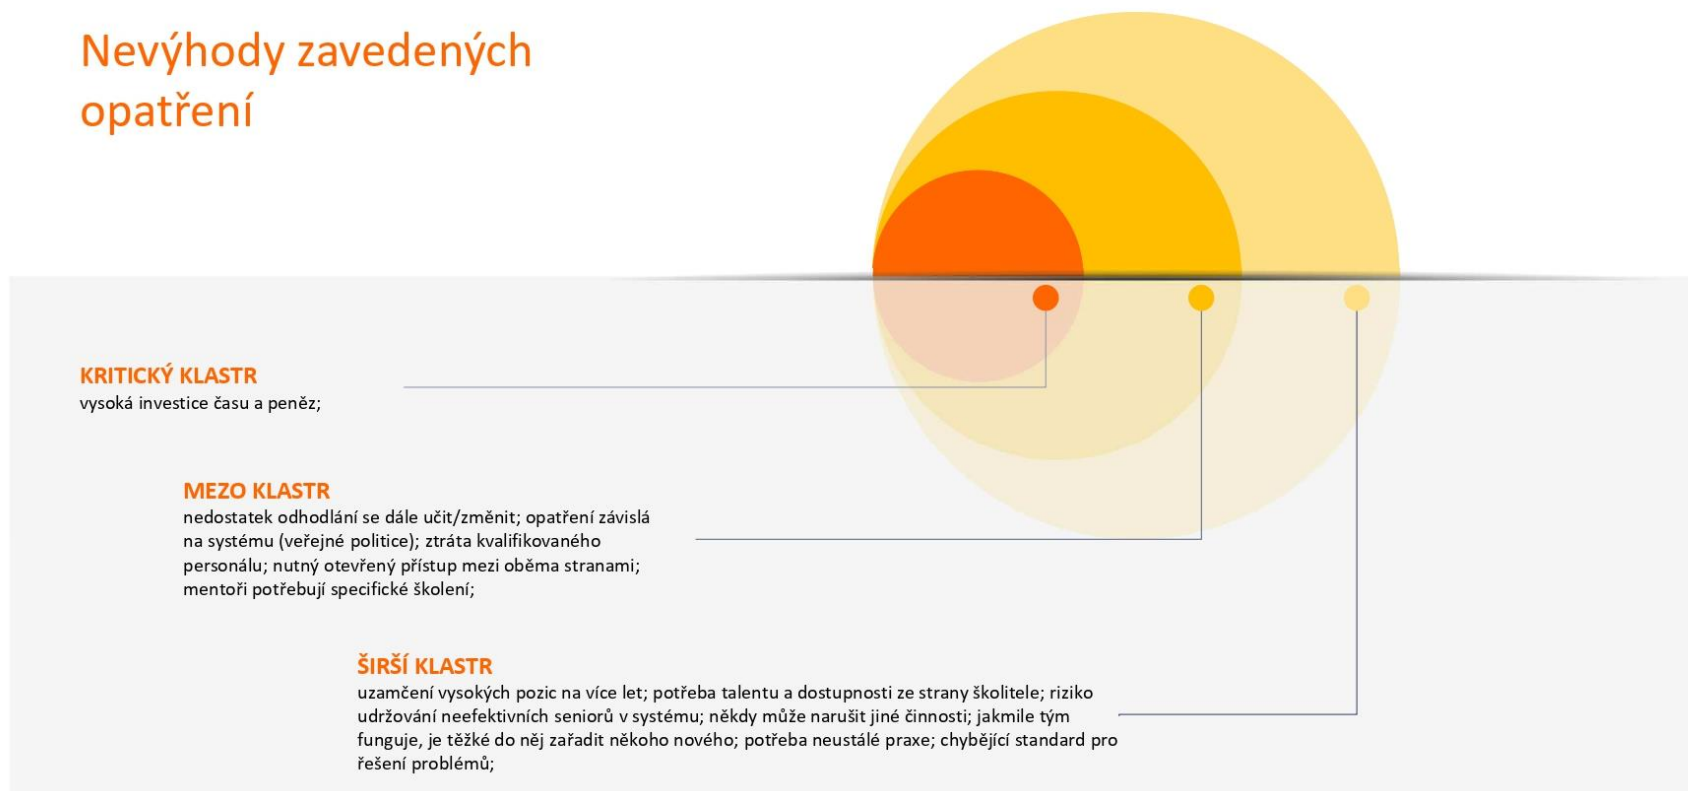 Nevýhody zavedených
opatření
KRITICKÝ KLASTR
vysoká investice času a peněz;
MEZO KLASTR
nedostatek odhodlání se dále učit/změnit; opatření závislá
na systému (veřejné politice); ztráta kvalifikovaného
personálu; nutný otevřený přístup mezi oběma stranami;
mentoři potřebují specifické školení;
ŠIRŠÍ KLASTR
uzamčení vysokých pozic na více let; potřeba talentu a dostupnosti ze strany školitele; riziko
udržování neefektivních seniorů v systému; někdy může narušit jiné činnosti; jakmile tým
funguje, je těžké do něj zařadit někoho nového; potřeba neustálé praxe; chybějící standard pro
řešení problémů;